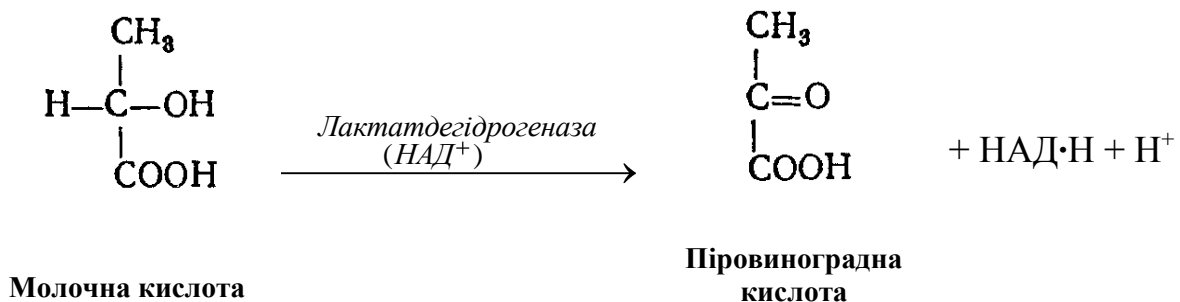 CH₃
H—C—OH
COOH
Лактатдегідрогеназа
(НАД⁺)
CH₃
C=O
COOH
+ НАД•Н + Н⁺
Молочна кислота
Піровиноградна
кислота